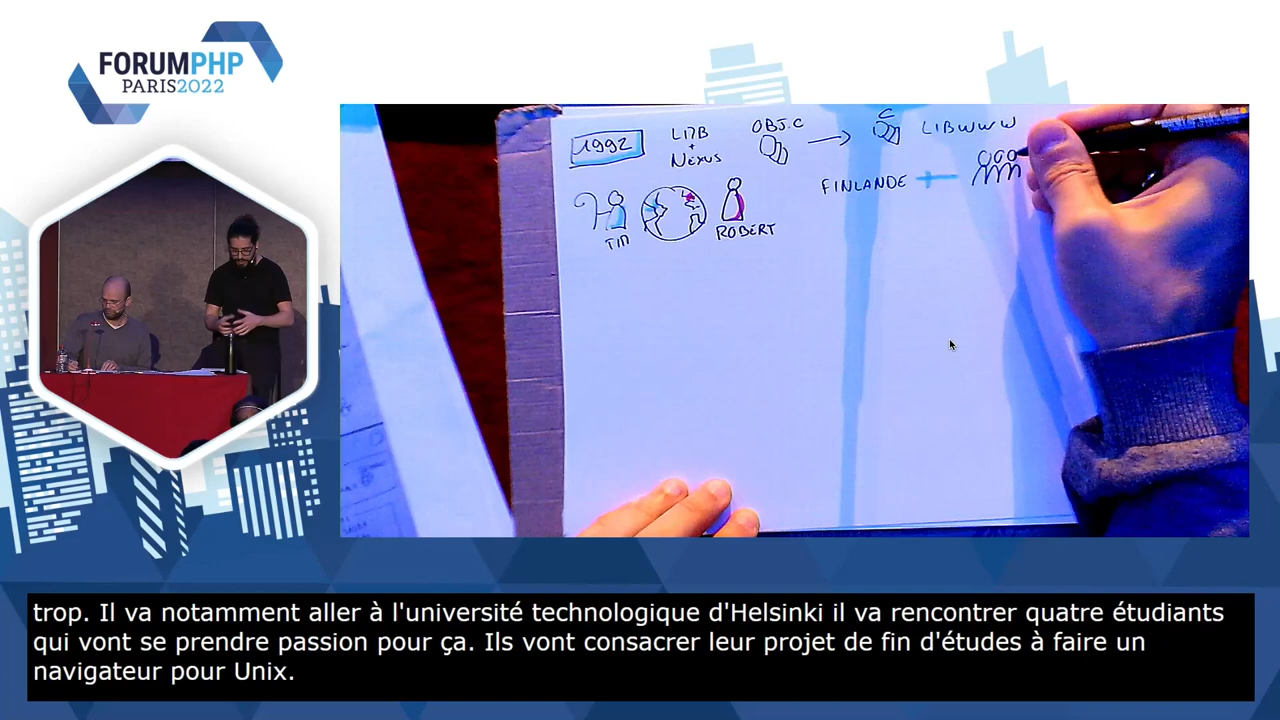 FORUMPHP
PARIS2022
1992
LIB
+
NEXUS
OBJ.C
C
LIBWWW
FINLANDE +
TIM
ROBERT
trop. Il va notamment aller à l'université technologique d'Helsinki il va rencontrer quatre étudiants
qui vont se prendre passion pour ça. Ils vont consacrer leur projet de fin d'études à faire un
navigateur pour Unix.